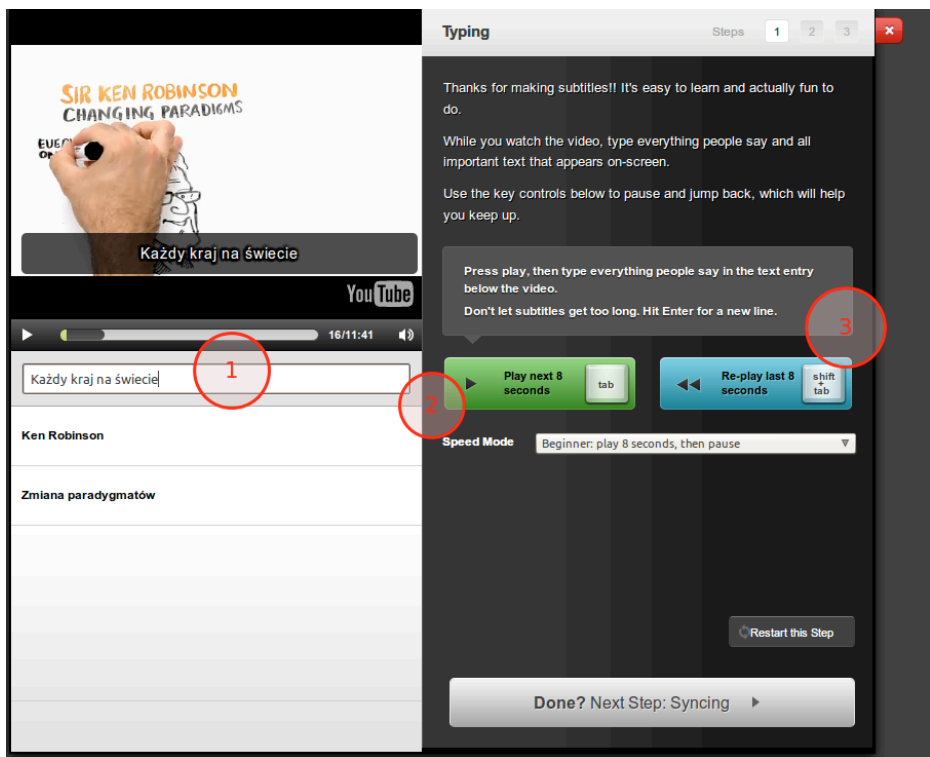 SIR KEN ROBINSON
CHANGING PARADIGMS
Każdy kraj na świecie
YouTube
16/11:41
1
Każdy kraj na świecie
Ken Robinson
Zmiana paradygmatów
Typing
Steps 1 2 3
Thanks for making subtitles!! It's easy to learn and actually fun to
do.
While you watch the video, type everything people say and all
important text that appears on-screen.
Use the key controls below to pause and jump back, which will help
you keep up.
Press play, then type everything people say in the text entry
below the video.
Don't let subtitles get too long. Hit Enter for a new line.
3
Play next 8
seconds
tab
2
Re-play last 8
seconds
shift
+
tab
Speed Mode
Beginner: play 8 seconds, then pause
Restart this Step
Done? Next Step: Syncing